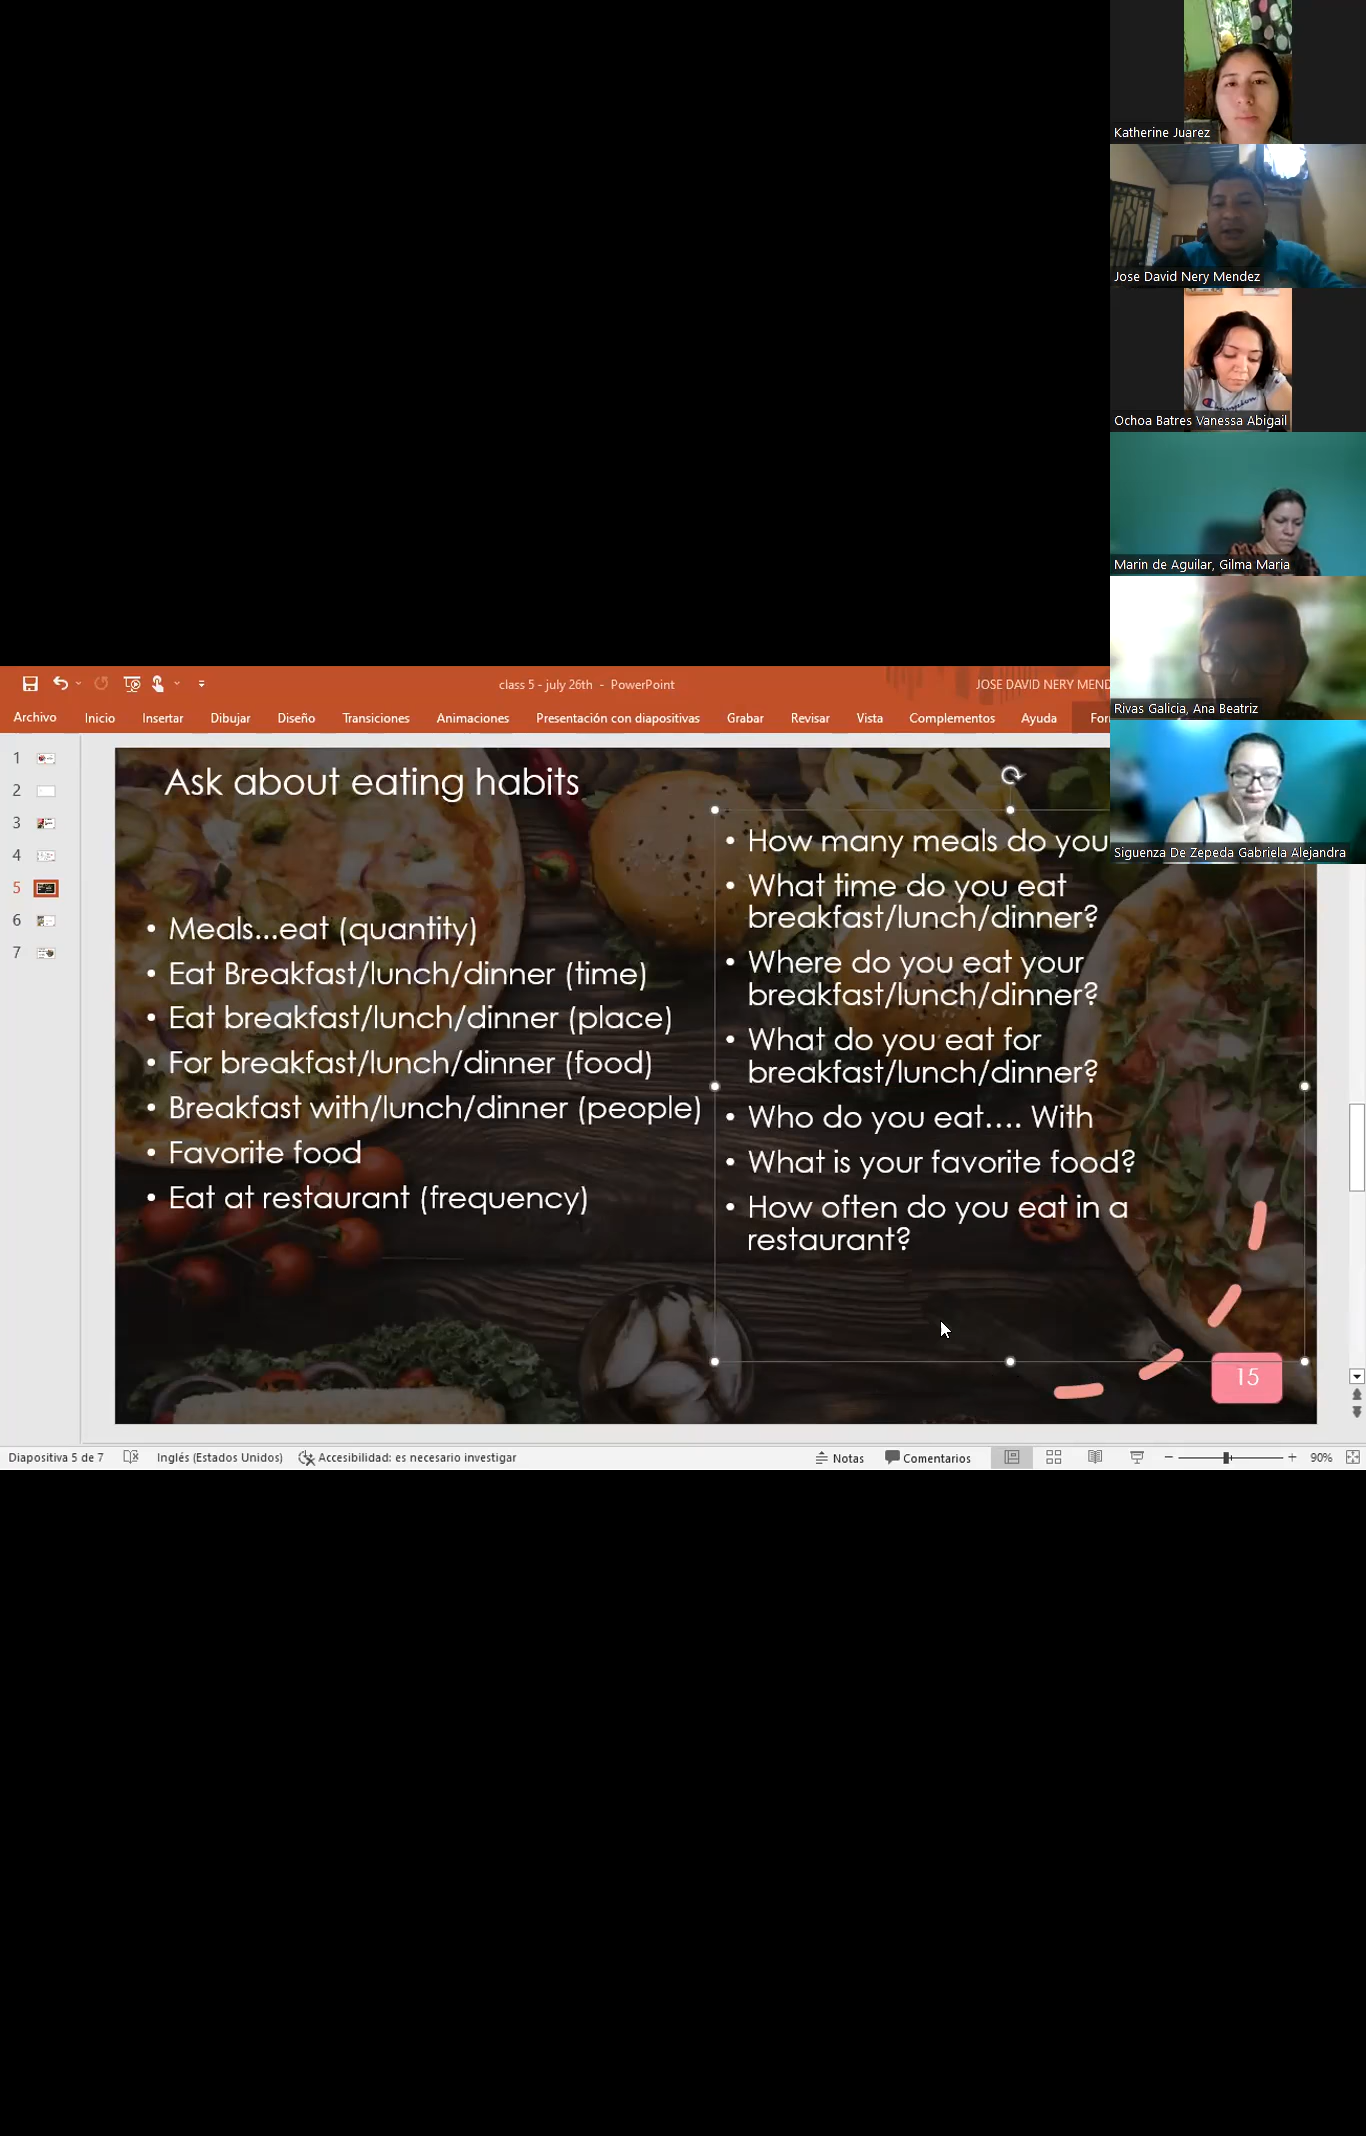 Katherine Juarez
Jose David Nery Mendez
Ochoa Batres Vanessa Abigail
Marin de Aguilar, Gilma Maria
Rivas Galicia, Ana Beatriz
Siguenza De Zepeda Gabriela Alejandra
class 5 - july 26th - PowerPoint
JOSE DAVID NERY MEND
Archivo Inicio Insertar Dibujar Diseño Transiciones Animaciones Presentación con diapositivas Grabar Revisar Vista Complementos Ayuda For
1
2
3
4
5
6
7
Ask about eating habits
• Meals...eat (quantity)
• Eat Breakfast/lunch/dinner (time)
• Eat breakfast/lunch/dinner (place)
• For breakfast/lunch/dinner (food)
• Breakfast with/lunch/dinner (people)
• Favorite food
• Eat at restaurant (frequency)
• How many meals do you
• What time do you eat
breakfast/lunch/dinner?
• Where do you eat your
breakfast/lunch/dinner?
• What do you eat for
breakfast/lunch/dinner?
• Who do you eat.... With
• What is your favorite food?
• How often do you eat in a
restaurant?
15
Diapositiva 5 de 7 Inglés (Estados Unidos) Accesibilidad: es necesario investigar Notas Comentarios 90%